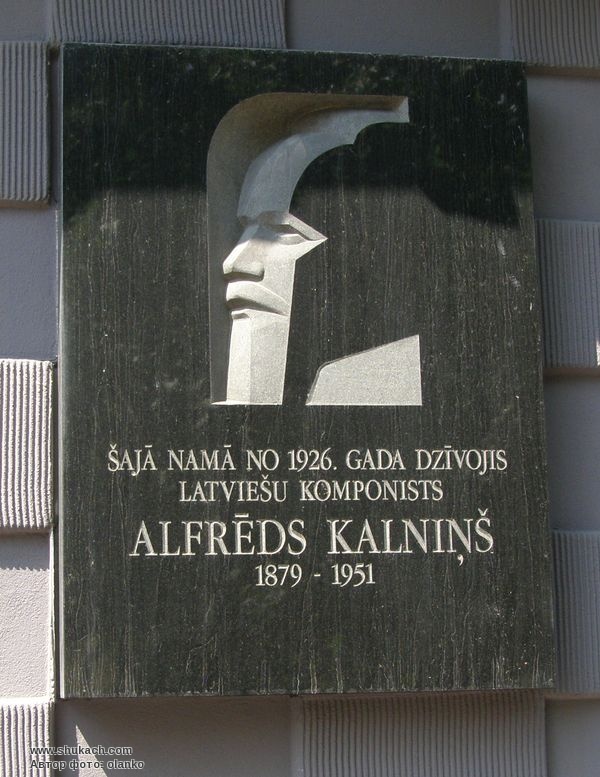 ŠAJĀ NAMĀ NO 1926. GADA DZĪVOJIS
LATVIEŠU KOMPONISTS
ALFRĒDS KALNIŅŠ
1879 - 1951
www.shukach.com
Автор фото: olanko